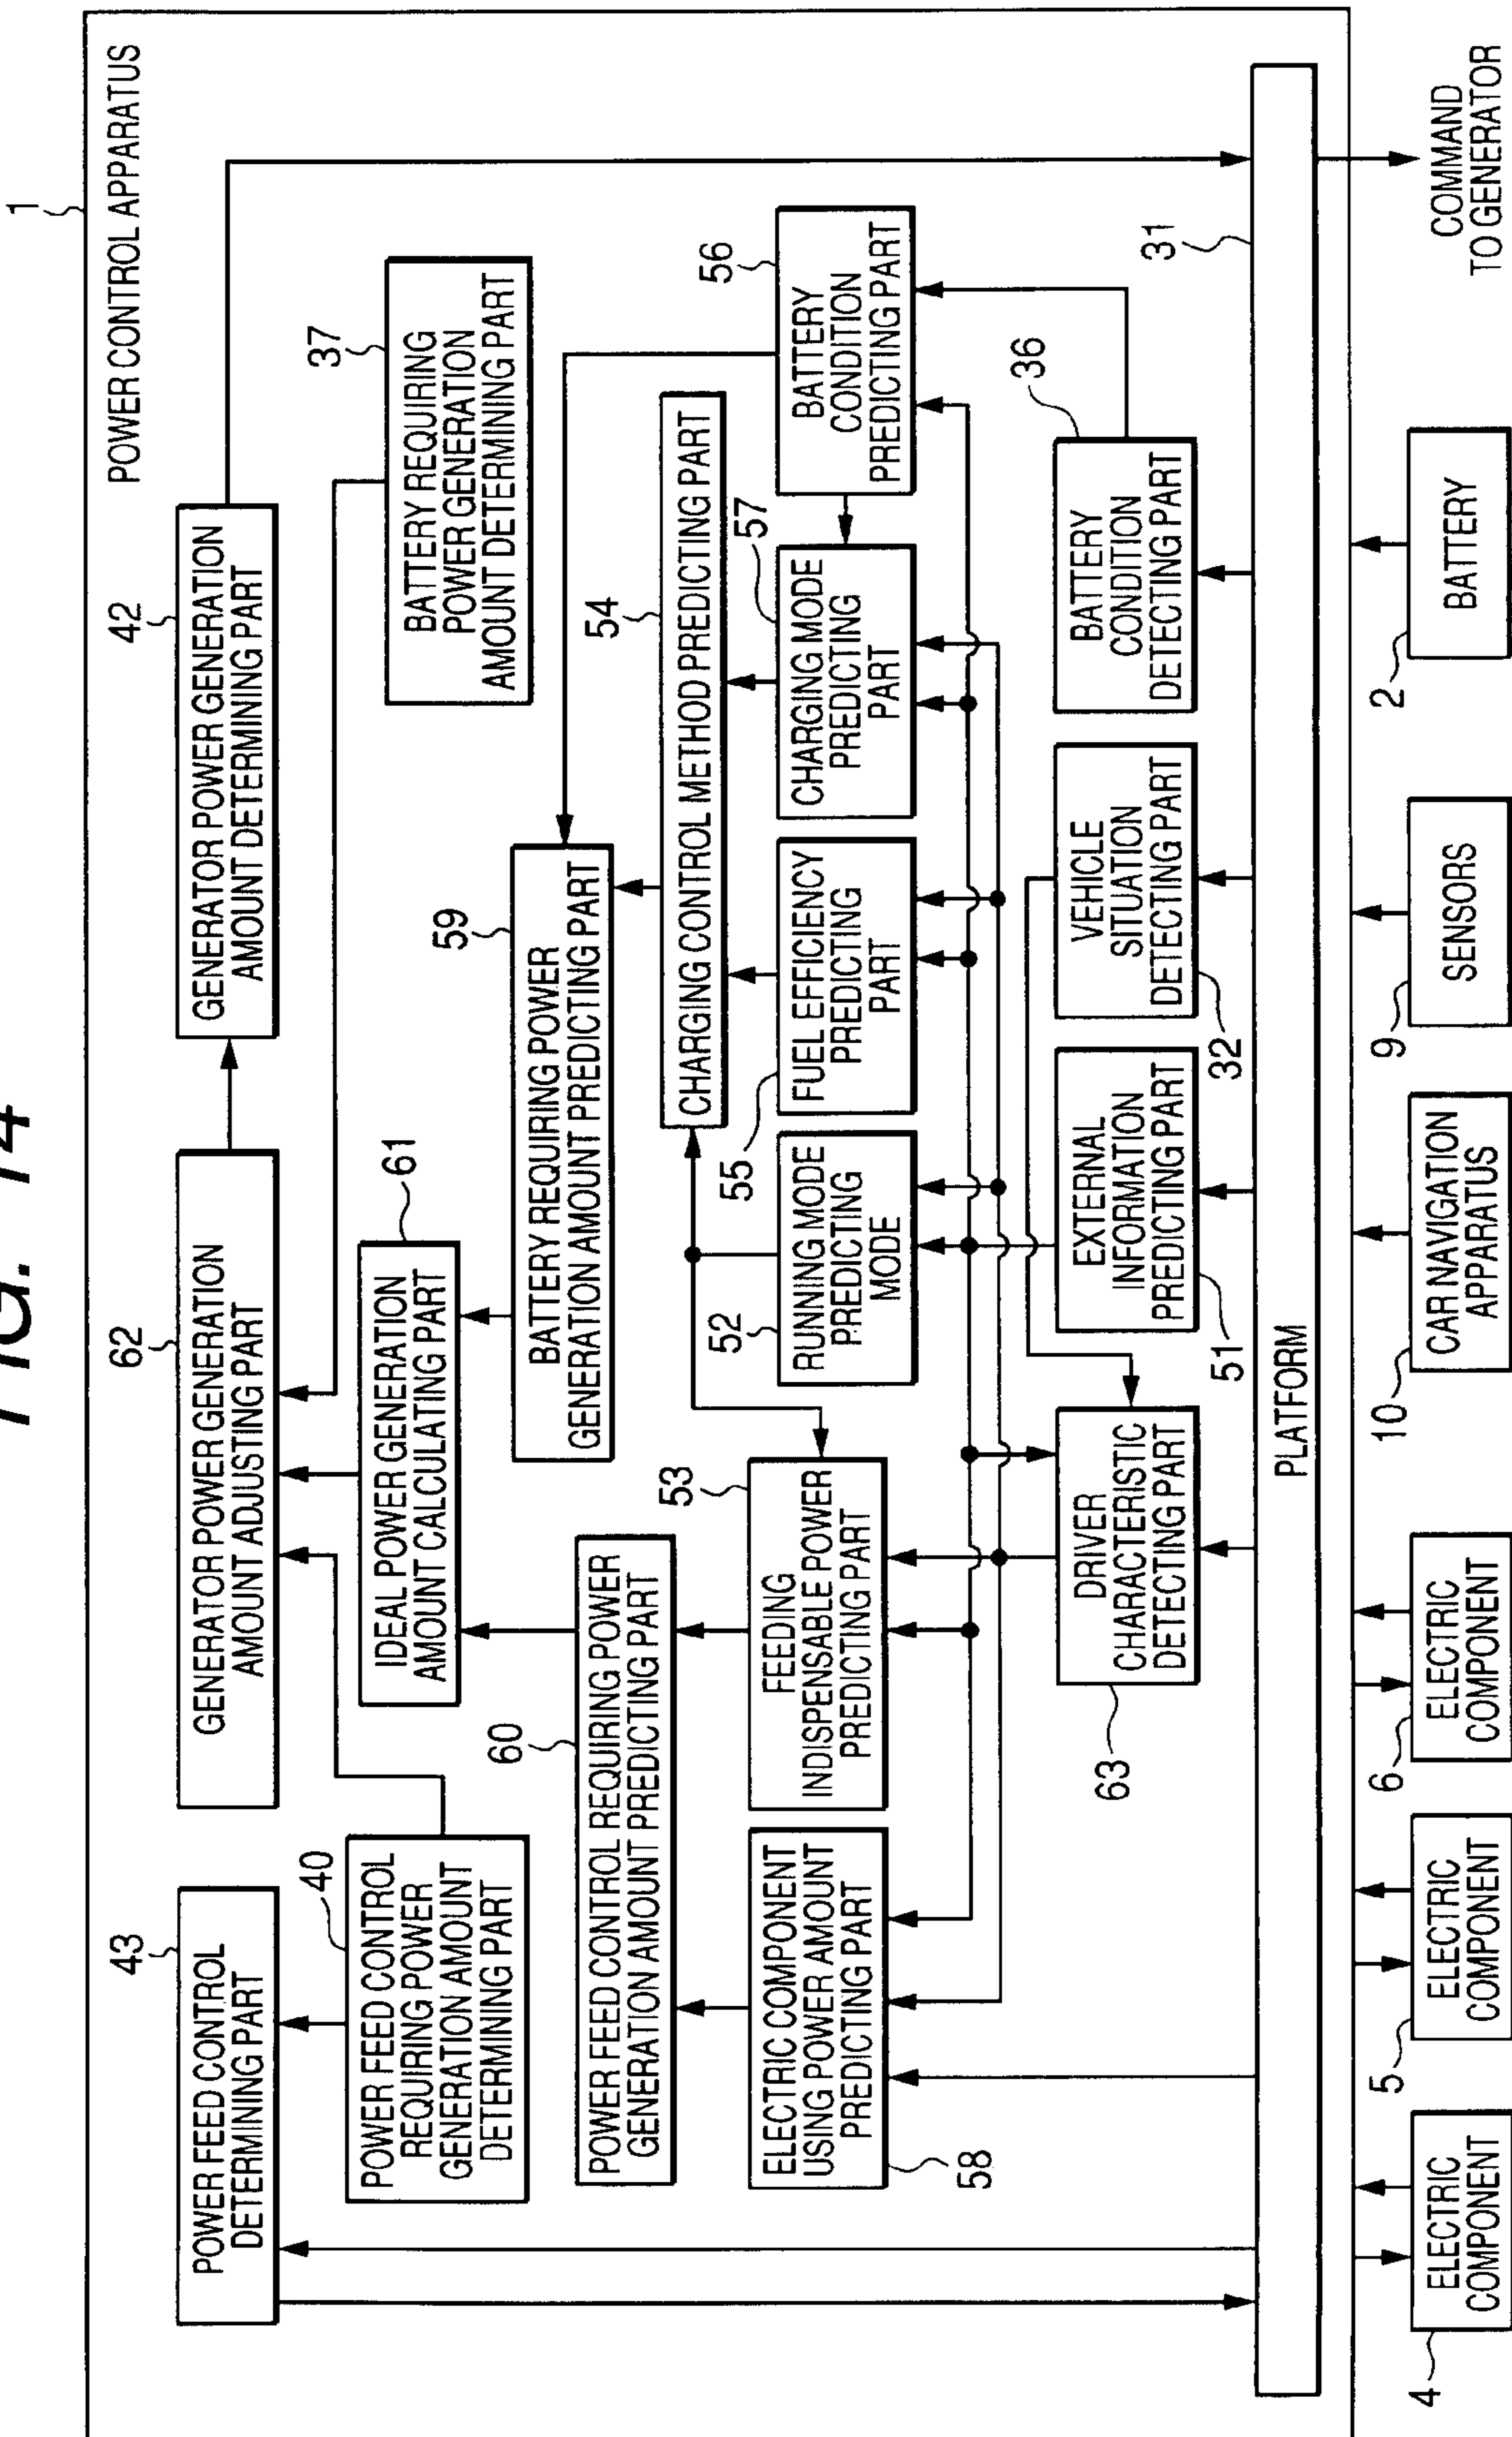 FIG. 14
1
POWER CONTROL APPARATUS
43
POWER FEED CONTROL
DETERMINING PART
62
GENERATOR POWER GENERATION
AMOUNT ADJUSTING PART
42
GENERATOR POWER GENERATION
AMOUNT DETERMINING PART
40
POWER FEED CONTROL
REQUIRING POWER
GENERATION AMOUNT
DETERMINING PART
61
IDEAL POWER GENERATION
AMOUNT CALCULATING PART
37
BATTERY REQUIRING
POWER GENERATION
AMOUNT DETERMINING PART
60
POWER FEED CONTROL REQUIRING POWER
GENERATION AMOUNT PREDICTING PART
59
BATTERY REQUIRING POWER
GENERATION AMOUNT PREDICTING PART
54
CHARGING CONTROL METHOD PREDICTING PART
58
ELECTRIC COMPONENT
USING POWER AMOUNT
PREDICTING PART
53
FEEDING
INDISPENSABLE POWER
PREDICTING PART
52
RUNNING MODE
PREDICTING
MODE
55
FUEL EFFICIENCY
PREDICTING
PART
57
CHARGING MODE
PREDICTING
PART
56
BATTERY
CONDITION
PREDICTING PART
63
DRIVER
CHARACTERISTIC
DETECTING PART
51
EXTERNAL
INFORMATION
PREDICTING PART
32
VEHICLE
SITUATION
DETECTING PART
36
BATTERY
CONDITION
DETECTING PART
31
PLATFORM
4
ELECTRIC
COMPONENT
5
ELECTRIC
COMPONENT
6
ELECTRIC
COMPONENT
10
CAR NAVIGATION
APPARATUS
9
SENSORS
2
BATTERY
COMMAND
TO GENERATOR